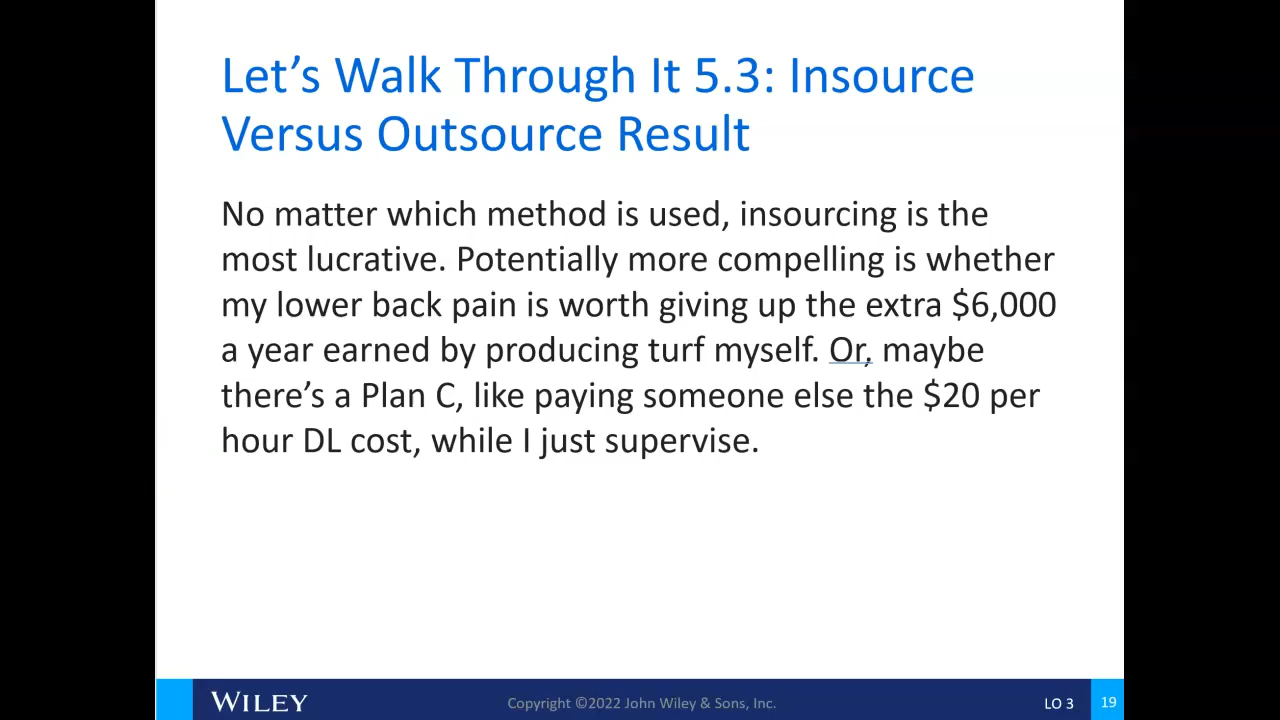 Let’s Walk Through It 5.3: Insource
Versus Outsource Result
No matter which method is used, insourcing is the
most lucrative. Potentially more compelling is whether
my lower back pain is worth giving up the extra $6,000
a year earned by producing turf myself. Or, maybe
there’s a Plan C, like paying someone else the $20 per
hour DL cost, while I just supervise.
WILEY
Copyright ©2022 John Wiley & Sons, Inc.
LO 3
19